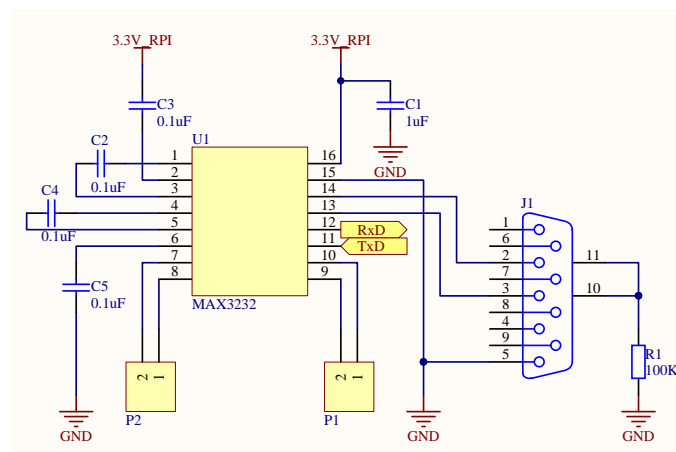 3.3V_RPI
3.3V_RPI
C3
0.1uF
C1
1uF
GND
U1
C2
0.1uF
C4
0.1uF
C5
0.1uF
1
2
3
4
5
6
7
8
16
15
14
13
12
11
10
9
RxD
TxD
MAX3232
J1
1
6
2
7
3
8
4
9
5
11
10
R1
100K
2
1
P2
2
1
P1
GND
GND
GND